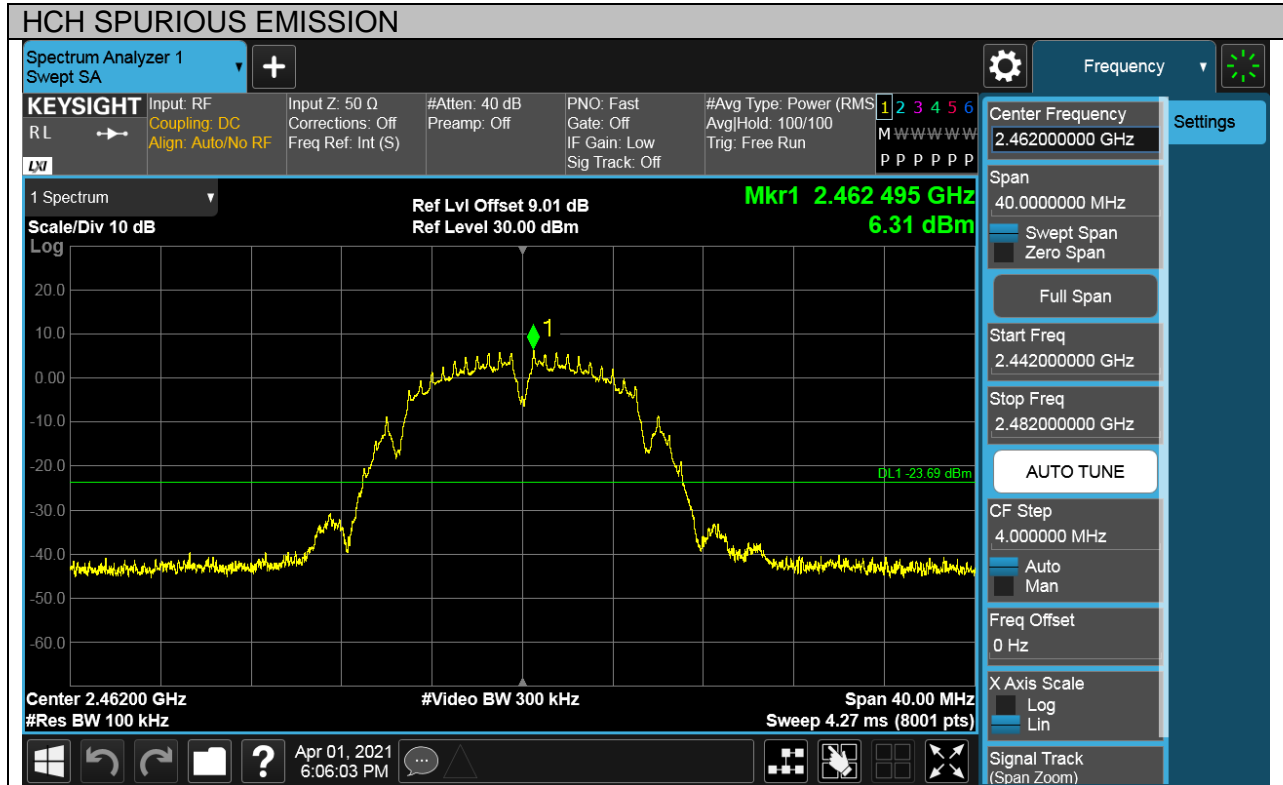 HCH SPURIOUS EMISSION
Spectrum Analyzer 1
Swept SA
+
Frequency
KEYSIGHT
RL
LXI
Input: RF
Coupling: DC
Align: Auto/No RF
Input Z: 50 Ω
Corrections: Off
Freq Ref: Int (S)
#Atten: 40 dB
Preamp: Off
PNO: Fast
Gate: Off
IF Gain: Low
Sig Track: Off
#Avg Type: Power (RMS
Avg|Hold: 100/100
Trig: Free Run
1 2 3 4 5 6
M W W W W W
P P P P P P
1 Spectrum
Scale/Div 10 dB
Ref Lvl Offset 9.01 dB
Ref Level 30.00 dBm
Mkr1 2.462 495 GHz
6.31 dBm
Log
20.0
10.0
0.00
-10.0
-20.0
-30.0
-40.0
-50.0
-60.0
1
DL1 -23.69 dBm
Center 2.46200 GHz
#Res BW 100 kHz
#Video BW 300 kHz
Span 40.00 MHz
Sweep 4.27 ms (8001 pts)
Center Frequency
2.462000000 GHz
Settings
Span
40.0000000 MHz
Swept Span
Zero Span
Full Span
Start Freq
2.442000000 GHz
Stop Freq
2.482000000 GHz
AUTO TUNE
CF Step
4.000000 MHz
Auto
Man
Freq Offset
0 Hz
X Axis Scale
Log
Lin
Signal Track
(Span Zoom)
?
Apr 01, 2021
6:06:03 PM